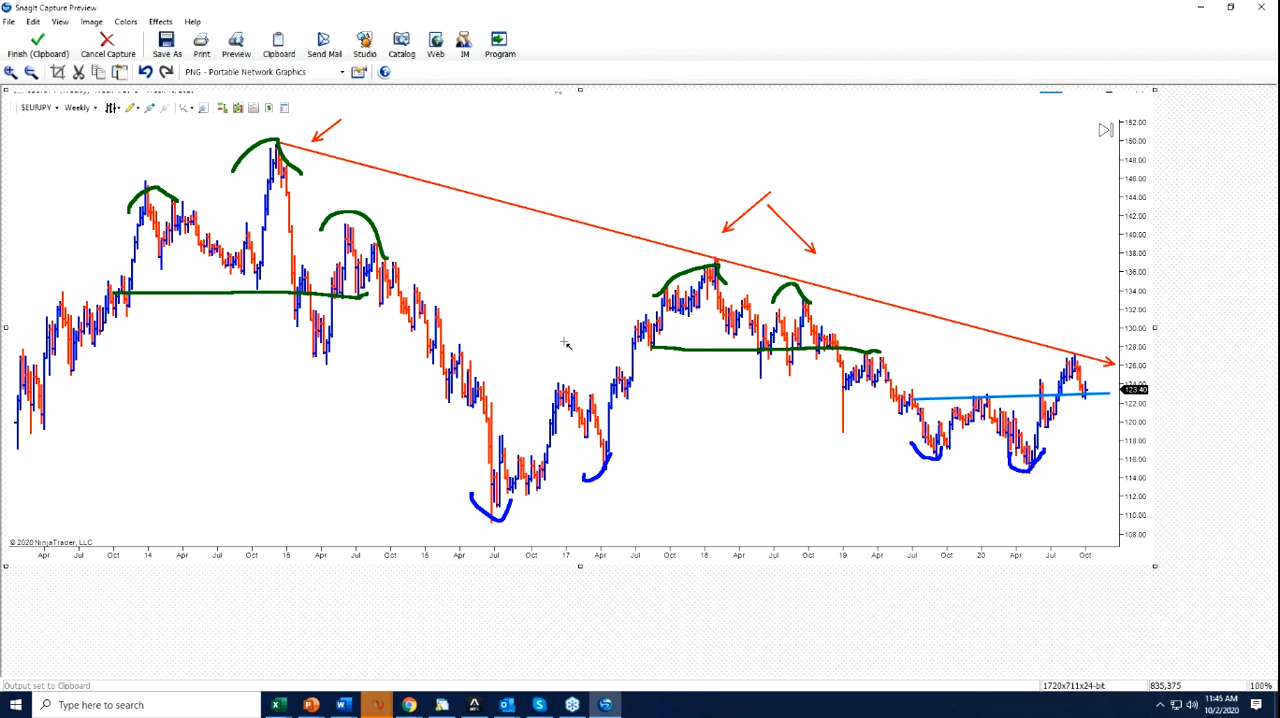 SnagIt Capture Preview
File Edit View Image Colors Effects Help
Finish (Clipboard) Cancel Capture Save As Print Preview Clipboard Send Mail Studio Catalog Web IM Program
PNG - Portable Network Graphics
$EURJPY Weekly
152.00
150.00
148.00
146.00
144.00
142.00
140.00
138.00
136.00
134.00
132.00
130.00
128.00
126.00
124.00
123.40
122.00
120.00
118.00
116.00
114.00
112.00
110.00
108.00
© 2020 NinjaTrader, LLC
Apr Jul Oct 14 Apr Jul Oct 15 Apr Jul Oct 16 Apr Jul Oct 17 Apr Jul Oct 18 Apr Jul Oct 19 Apr Jul Oct 20 Apr Jul Oct
Output set to Clipboard 1720x711x24-bit 835,375 100%
Type here to search
11:45 AM
10/2/2020